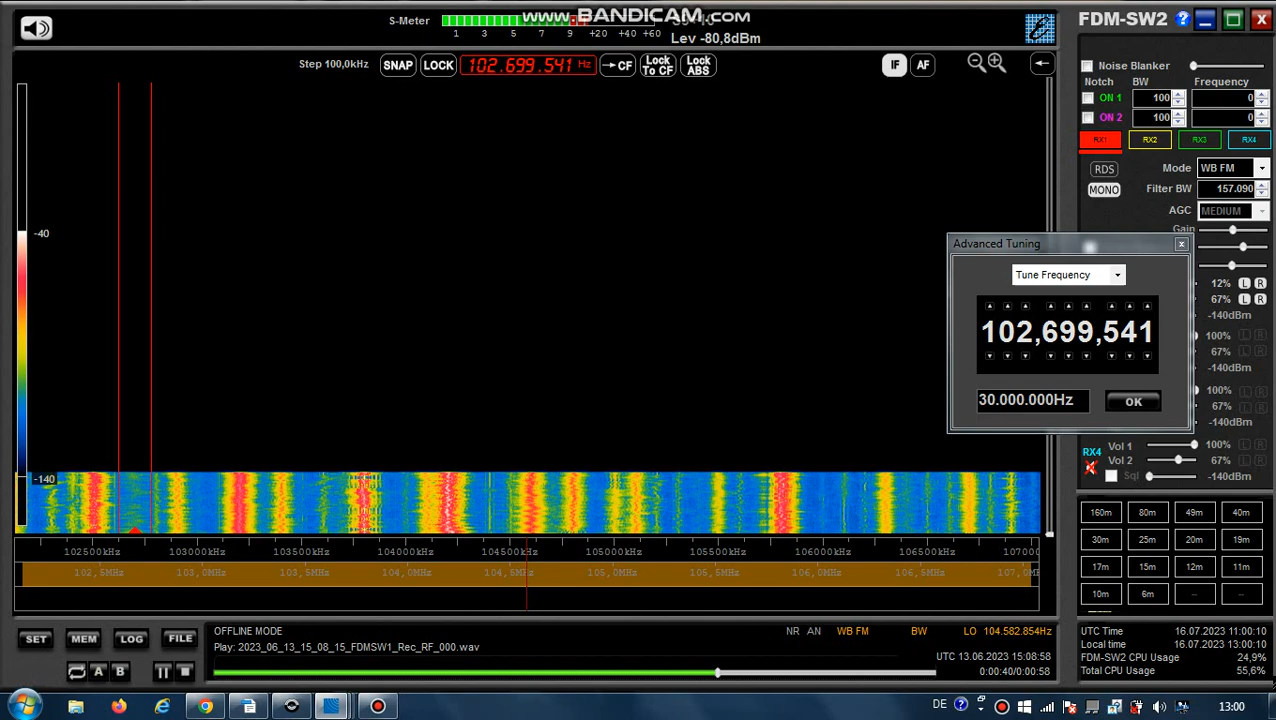 www.BANDICAM.com
S-Meter
1 3 5 7 9 +20 +40 +60
Lev -80,8dBm
FDM-SW2
Step 100,0kHz
SNAP LOCK 102.699.541 Hz → CF Lock To CF Lock ABS IF AF
Noise Blanker
Notch BW Frequency
ON 1 100 0
ON 2 100 0
RX1 RX2 RX3 RX4
RDS Mode WB FM
MONO Filter BW 157.090
AGC MEDIUM
Gain
-40
Advanced Tuning
Tune Frequency
102,699,541
30.000.000Hz OK
12% L R
67% L R
-140dBm
100% L R
67% L R
-140dBm
100% L R
67% L R
-140dBm
RX4 Vol 1 100% L R
Vol 2 67% L R
Sql -140dBm
-140
160m 80m 49m 40m
30m 25m 20m 19m
17m 15m 12m 11m
10m 6m -- --
102500kHz 103000kHz 103500kHz 104000kHz 104500kHz 105000kHz 105500kHz 106000kHz 106500kHz 107000
102,5MHz 103,0MHz 103,5MHz 104,0MHz 104,5MHz 105,0MHz 105,5MHz 106,0MHz 106,5MHz 107,0M
SET MEM LOG FILE
A B
OFFLINE MODE NR AN WB FM BW LO 104.582.854Hz
Play: 2023_06_13_15_08_15_FDMSW1_Rec_RF_000.wav
UTC 13.06.2023 15:08:58
0:00:40/0:00:58
UTC Time 16.07.2023 11:00:10
Local time 16.07.2023 13:00:10
FDM-SW2 CPU Usage 24,9%
Total CPU Usage 55,6%
DE 13:00